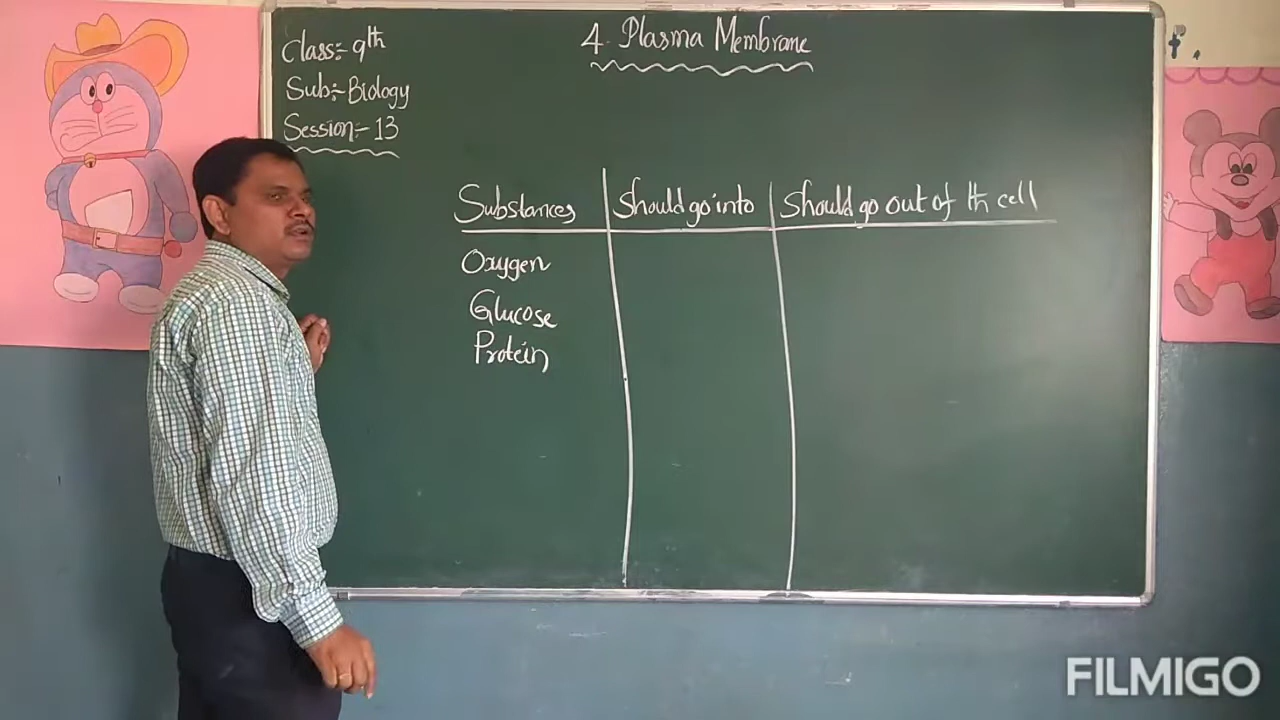 Class:- 9th
Sub:- Biology
Session:- 13
4. Plasma Membrane
Substances Should go into Should go out of th cell
Oxygen
Glucose
Protein
FILMIGO